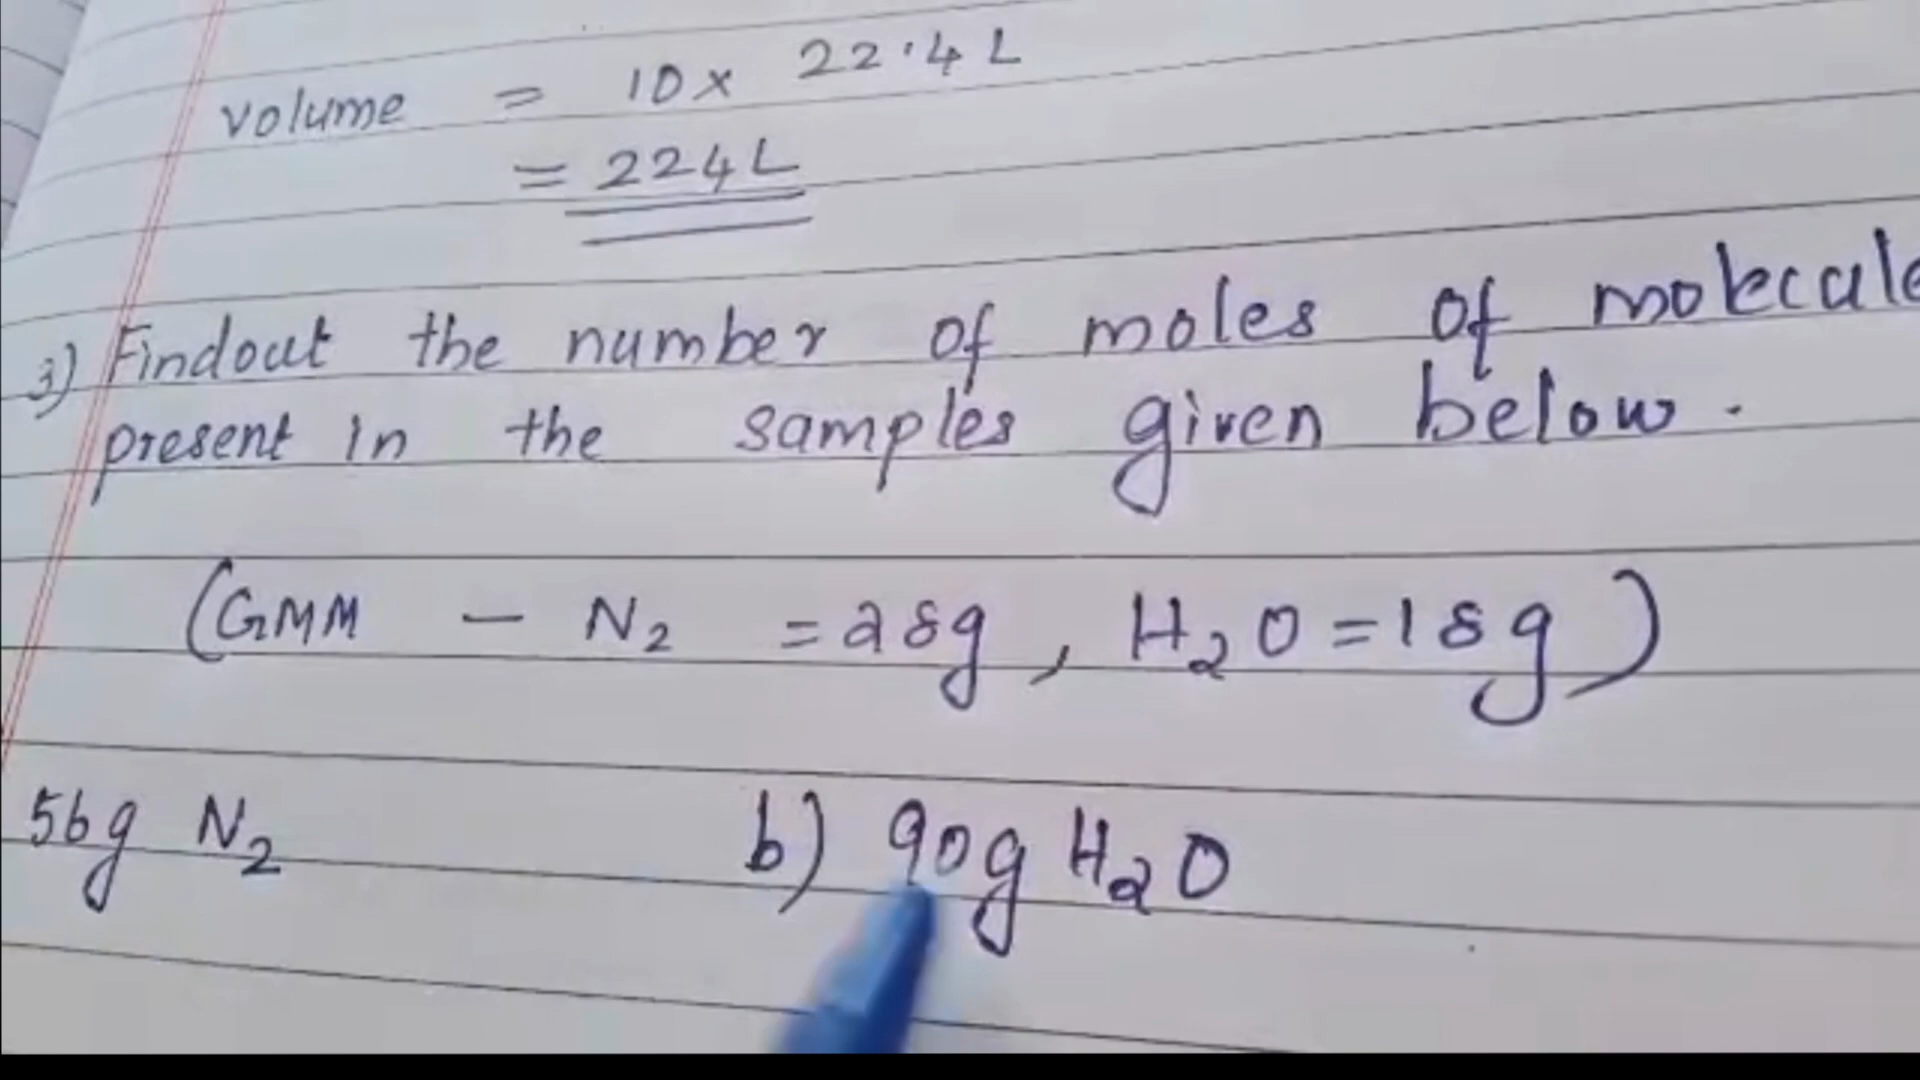 volume = 10 x 22.4 L
= 224 L
3) Findout the number of moles of molecule
present in the samples given below.
(GMM - N₂ = 28g, H₂O = 18g)
56g N₂ b) 90g H₂O